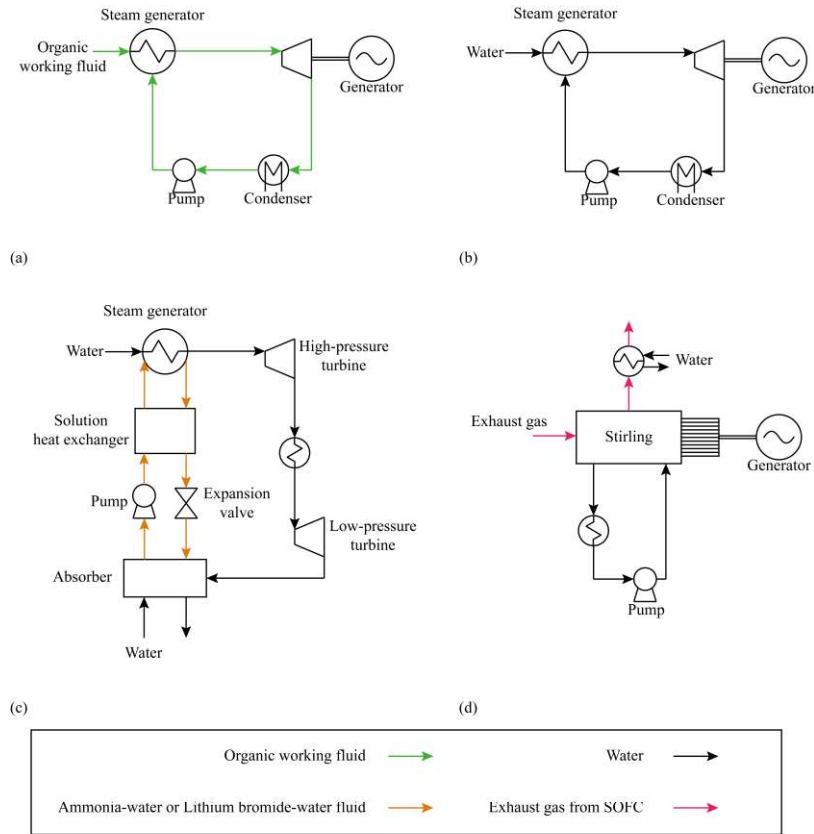 Steam generator
Organic
working fluid
Generator
Pump
Condenser
(a)
Steam generator
Water
Generator
Pump
Condenser
(b)
Steam generator
Water
High-pressure
turbine
Solution
heat exchanger
Pump
Expansion
valve
Low-pressure
turbine
Absorber
Water
(c)
Water
Exhaust gas
Stirling
Generator
Pump
(d)
Organic working fluid
Water
Ammonia-water or Lithium bromide-water fluid
Exhaust gas from SOFC